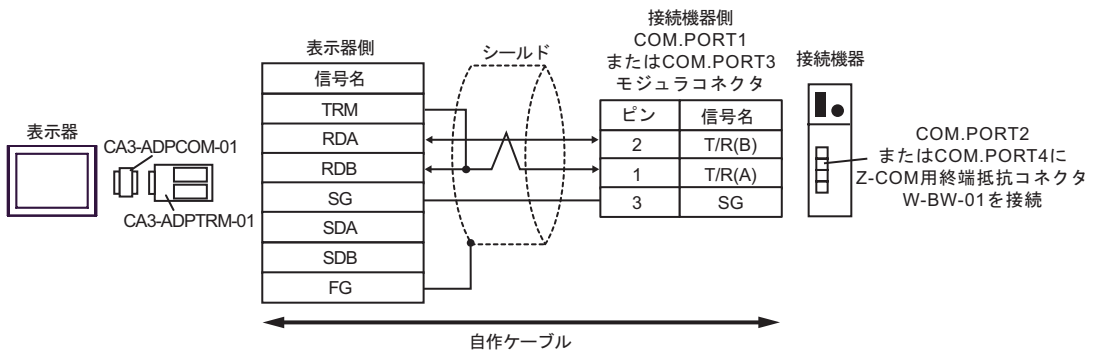 表示器
CA3-ADPCOM-01
CA3-ADPTRM-01
表示器側
信号名
TRM
RDA
RDB
SG
SDA
SDB
FG
シールド
接続機器側
COM.PORT1
またはCOM.PORT3
モジュラコネクタ
ピン 信号名
2 T/R(B)
1 T/R(A)
3 SG
接続機器
COM.PORT2
またはCOM.PORT4に
Z-COM用終端抵抗コネクタ
W-BW-01を接続
自作ケーブル